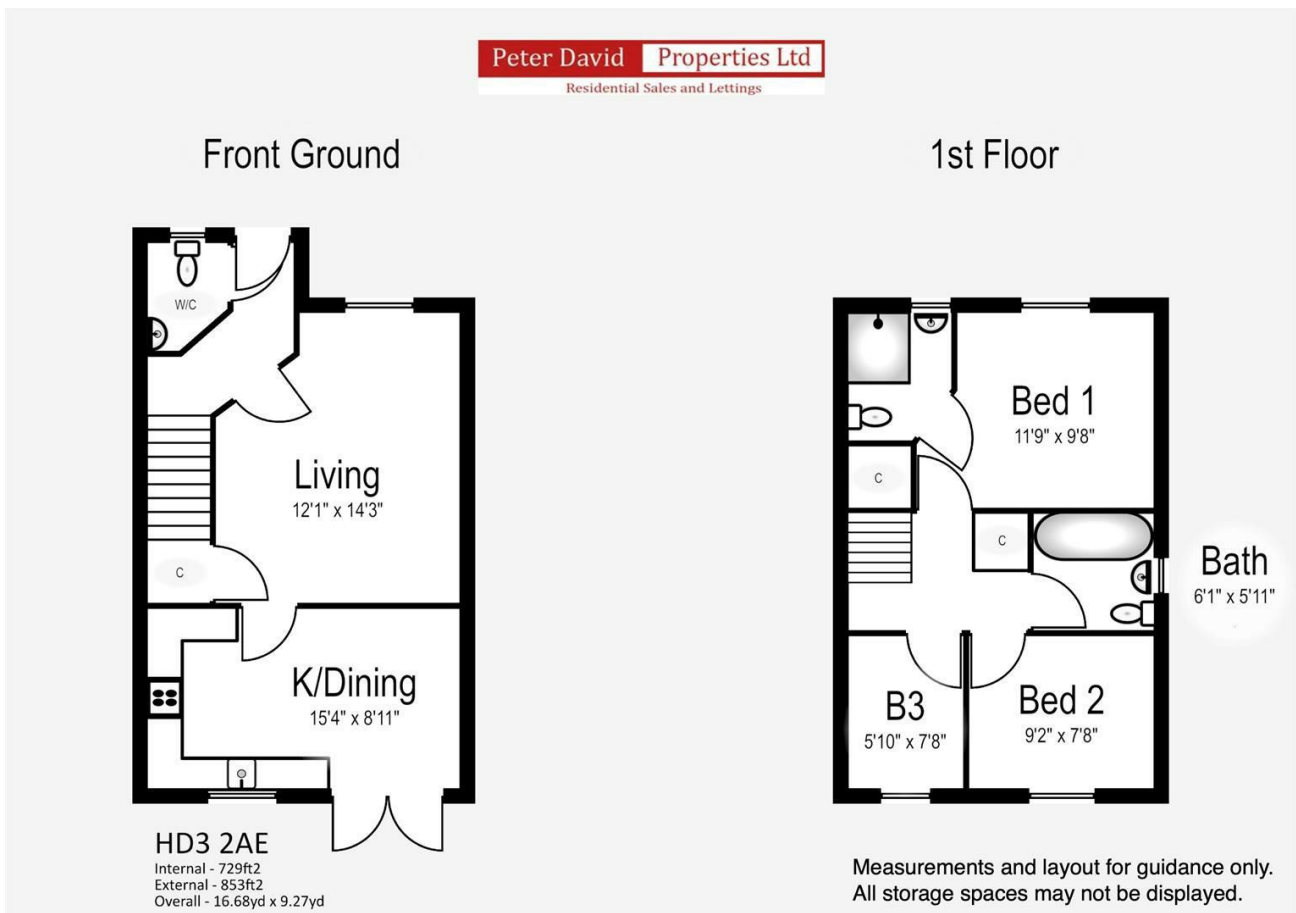 Peter David Properties Ltd
Residential Sales and Lettings
Front Ground
W/C
Living
12'1" x 14'3"
C
K/Dining
15'4" x 8'11"
HD3 2AE
Internal - 729ft2
External - 853ft2
Overall - 16.68yd x 9.27yd
1st Floor
Bed 1
11'9" x 9'8"
C
C
Bath
6'1" x 5'11"
B3
5'10" x 7'8"
Bed 2
9'2" x 7'8"
Measurements and layout for guidance only.
All storage spaces may not be displayed.